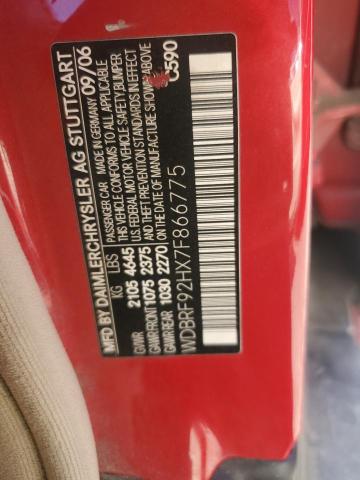 MFD BY DAIMLERCHRYSLER AG STUTTGART
PASSENGER CAR MADE IN GERMANY 09/06
THIS VEHICLE CONFORMS TO ALL APPLICABLE
U.S. FEDERAL MOTOR VEHICLE SAFETY, BUMPER
AND THEFT PREVENTION STANDARDS IN EFFECT
ON THE DATE OF MANUFACTURE SHOWN
KG LBS
GVWR 2105 4645
GAWR FRONT 1075 2375
GAWR REAR 1030 2270
C590
WDBRF92HX7F866775